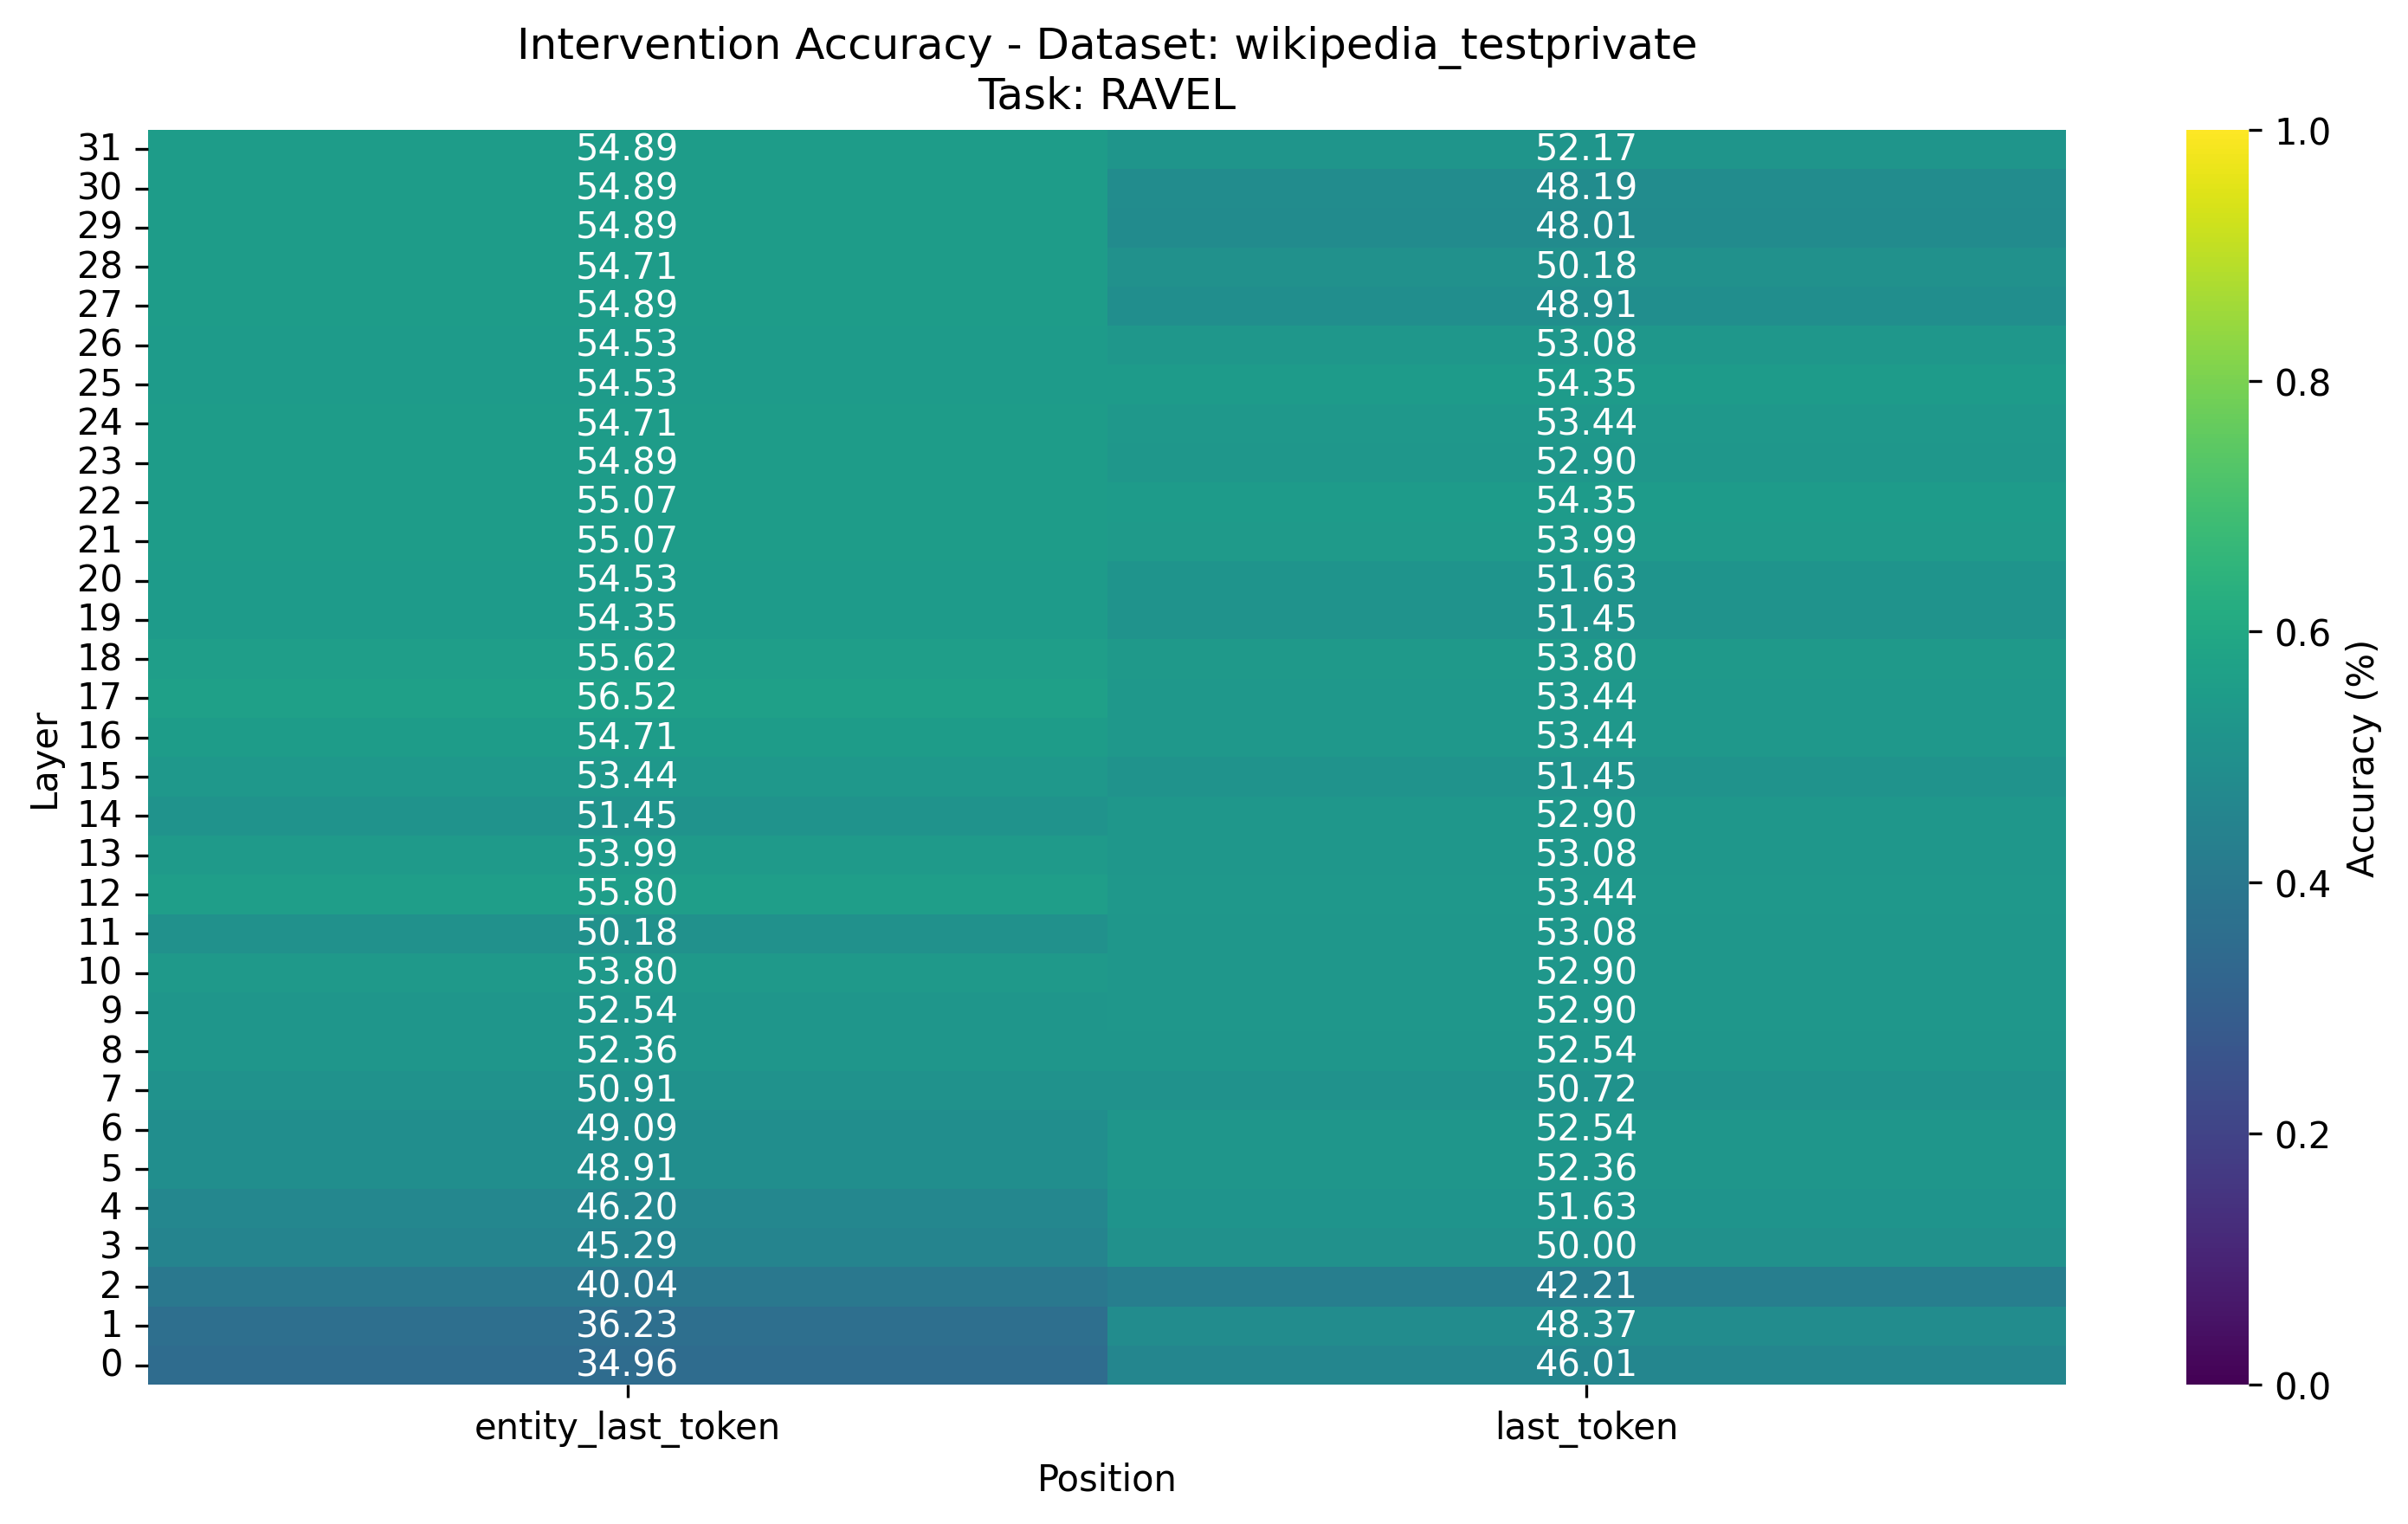 Intervention Accuracy - Dataset: wikipedia_testprivate
Task: RAVEL
31 54.89 52.17
30 54.89 48.19
29 54.89 48.01
28 54.71 50.18
27 54.89 48.91
26 54.53 53.08
25 54.53 54.35
24 54.71 53.44
23 54.89 52.90
22 55.07 54.35
21 55.07 53.99
20 54.53 51.63
19 54.35 51.45
18 55.62 53.80
17 56.52 53.44
16 54.71 53.44
15 53.44 51.45
14 51.45 52.90
13 53.99 53.08
12 55.80 53.44
11 50.18 53.08
10 53.80 52.90
9 52.54 52.90
8 52.36 52.54
7 50.91 50.72
6 49.09 52.54
5 48.91 52.36
4 46.20 51.63
3 45.29 50.00
2 40.04 42.21
1 36.23 48.37
0 34.96 46.01
Layer
entity_last_token last_token
Position
1.0
0.8
0.6
0.4
0.2
0.0
Accuracy (%)